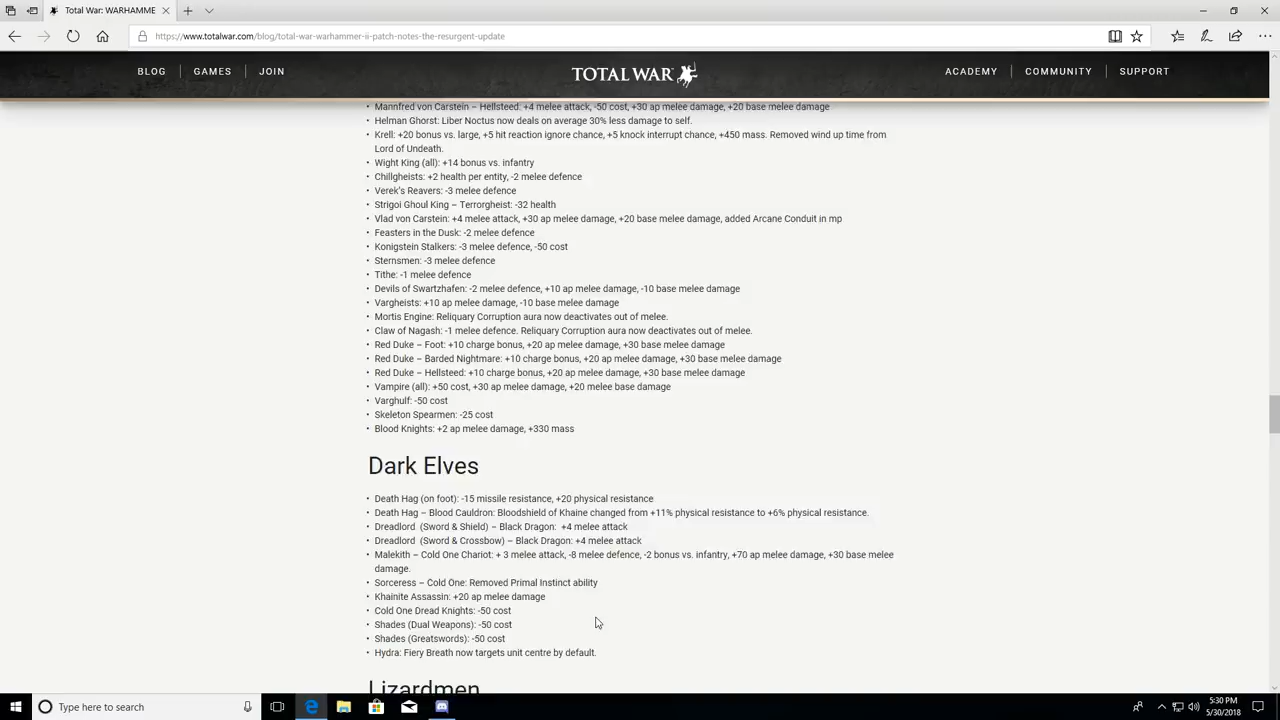 Total War: WARHAMME
https://www.totalwar.com/blog/total-war-warhammer-ii-patch-notes-the-resurgent-update
BLOG GAMES JOIN TOTAL WAR ACADEMY COMMUNITY SUPPORT
• Mannfred von Carstein – Hellsteed: +4 melee attack, -50 cost, +30 ap melee damage, +20 base melee damage
• Helman Ghorst: Liber Noctus now deals on average 30% less damage to self.
• Krell: +20 bonus vs. large, +5 hit reaction ignore chance, +5 knock interrupt chance, +450 mass. Removed wind up time from
Lord of Undeath.
• Wight King (all): +14 bonus vs. infantry
• Chillgheists: +2 health per entity, -2 melee defence
• Verek's Reavers: -3 melee defence
• Strigoi Ghoul King – Terrorgheist: -32 health
• Vlad von Carstein: +4 melee attack, +30 ap melee damage, +20 base melee damage, added Arcane Conduit in mp
• Feasters in the Dusk: -2 melee defence
• Konigstein Stalkers: -3 melee defence, -50 cost
• Sternsmen: -3 melee defence
• Tithe: -1 melee defence
• Devils of Swartzhafen: -2 melee defence, +10 ap melee damage, -10 base melee damage
• Vargheists: +10 ap melee damage, -10 base melee damage
• Mortis Engine: Reliquary Corruption aura now deactivates out of melee.
• Claw of Nagash: -1 melee defence. Reliquary Corruption aura now deactivates out of melee.
• Red Duke – Foot: +10 charge bonus, +20 ap melee damage, +30 base melee damage
• Red Duke – Barded Nightmare: +10 charge bonus, +20 ap melee damage, +30 base melee damage
• Red Duke – Hellsteed: +10 charge bonus, +20 ap melee damage, +30 base melee damage
• Vampire (all): +50 cost, +30 ap melee damage, +20 melee base damage
• Varghulf: -50 cost
• Skeleton Spearmen: -25 cost
• Blood Knights: +2 ap melee damage, +330 mass
Dark Elves
• Death Hag (on foot): -15 missile resistance, +20 physical resistance
• Death Hag – Blood Cauldron: Bloodshield of Khaine changed from +11% physical resistance to +6% physical resistance.
• Dreadlord (Sword & Shield) – Black Dragon: +4 melee attack
• Dreadlord (Sword & Crossbow) – Black Dragon: +4 melee attack
• Malekith – Cold One Chariot: + 3 melee attack, -8 melee defence, -2 bonus vs. infantry, +70 ap melee damage, +30 base melee
damage.
• Sorceress – Cold One: Removed Primal Instinct ability
• Khainite Assassin: +20 ap melee damage
• Cold One Dread Knights: -50 cost
• Shades (Dual Weapons): -50 cost
• Shades (Greatswords): -50 cost
• Hydra: Fiery Breath now targets unit centre by default.
Lizardmen
Type here to search
5:30 PM
5/30/2018